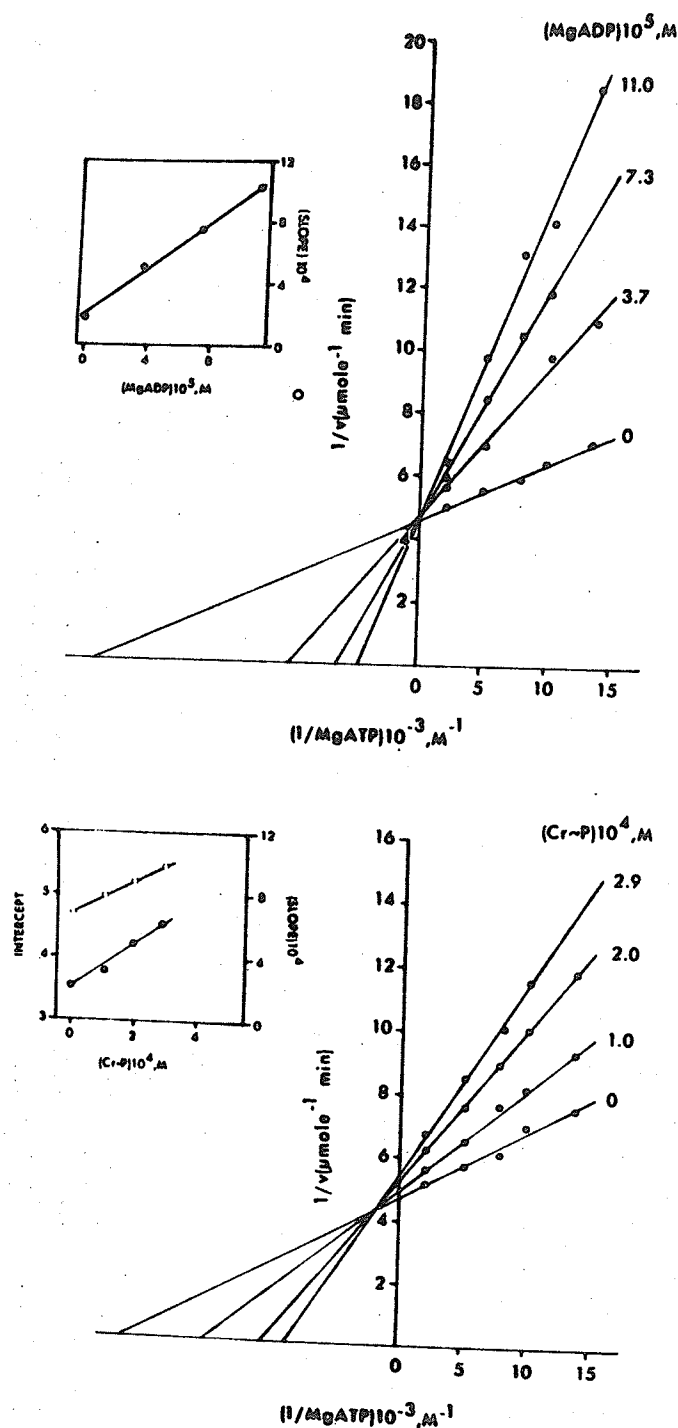 (MgADP)10⁵,M
20
18
16
14
12
10
8
6
4
2
11.0
7.3
3.7
0
1/v(μmole⁻¹ min)
0 5 10 15
(1/MgATP)10⁻³,M⁻¹
12
8
4
0
(SLOPE)10⁴
0 4 8
(MgADP)10⁵,M
(Cr~P)10⁴,M
16
14
12
10
8
6
4
2
2.9
2.0
1.0
0
1/v(μmole⁻¹ min)
0 5 10 15
(1/MgATP)10⁻³,M⁻¹
6
5
4
3
INTERCEPT
12
8
4
0
(SLOPE)10⁴
0 2 4
(Cr~P)10⁴,M